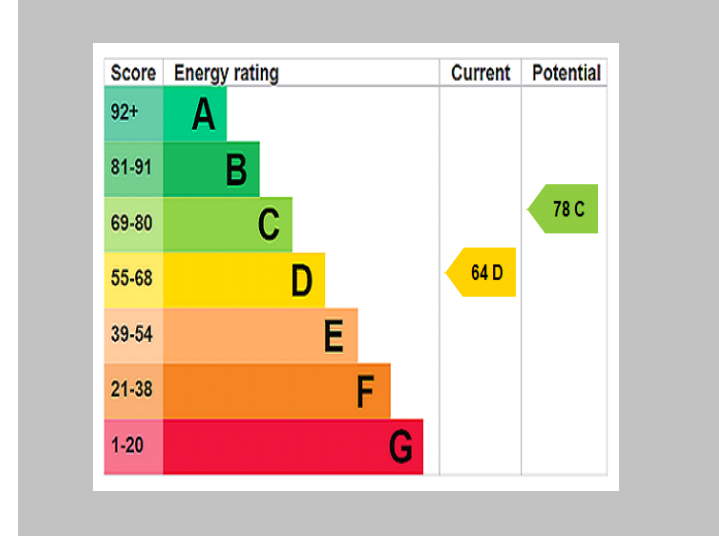 Score Energy rating Current Potential
92+ A
81-91 B
69-80 C 78 C
55-68 D 64 D
39-54 E
21-38 F
1-20 G